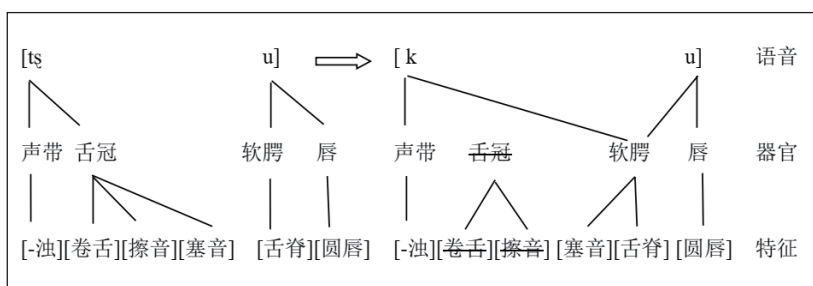 [tʂ u] [ k u] 语音
声带 舌冠 软腭 唇 声带 舌冠 软腭 唇 器官
[-浊][卷舌][擦音][塞音] [舌脊][圆唇] [-浊][卷舌][擦音] [塞音][舌脊] [圆唇] 特征